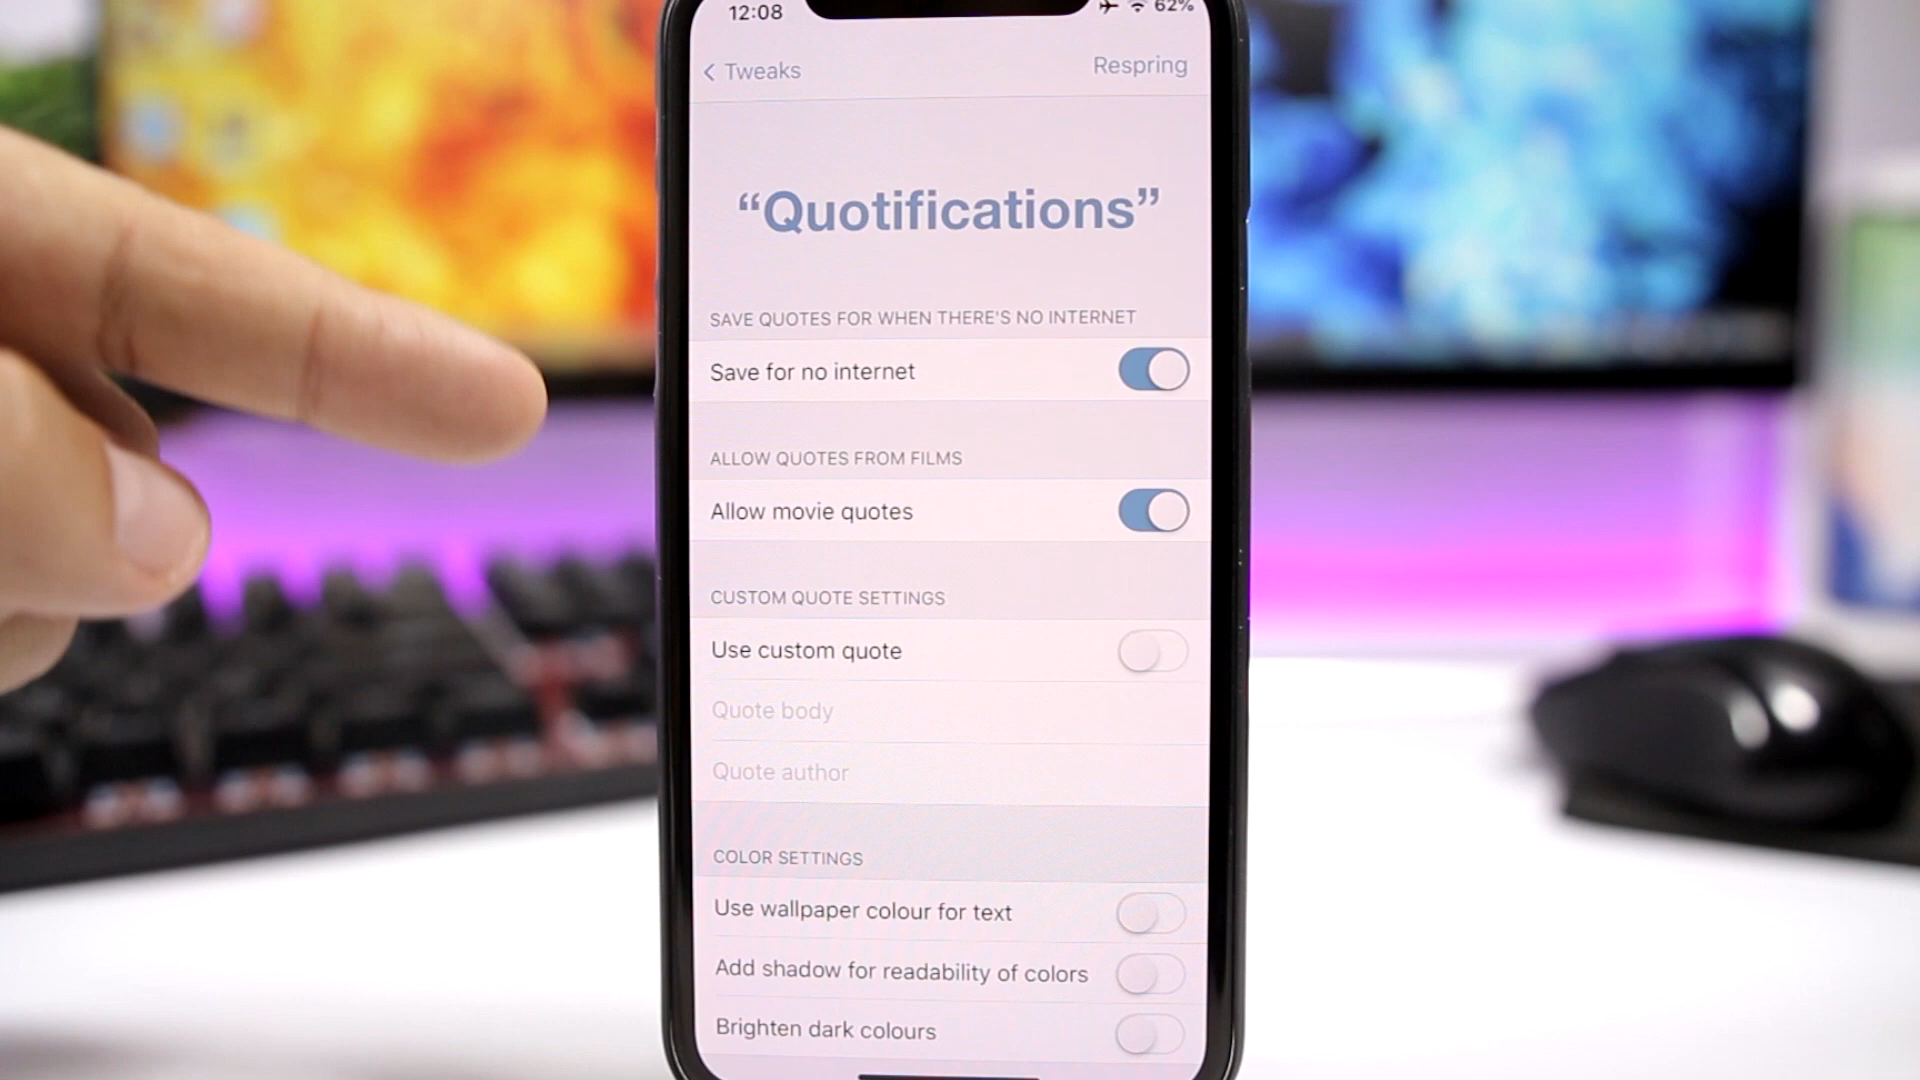 12:08
62%
Tweaks
Respring
“Quotifications”
SAVE QUOTES FOR WHEN THERE'S NO INTERNET
Save for no internet
ALLOW QUOTES FROM FILMS
Allow movie quotes
CUSTOM QUOTE SETTINGS
Use custom quote
Quote body
Quote author
COLOR SETTINGS
Use wallpaper colour for text
Add shadow for readability of colors
Brighten dark colours